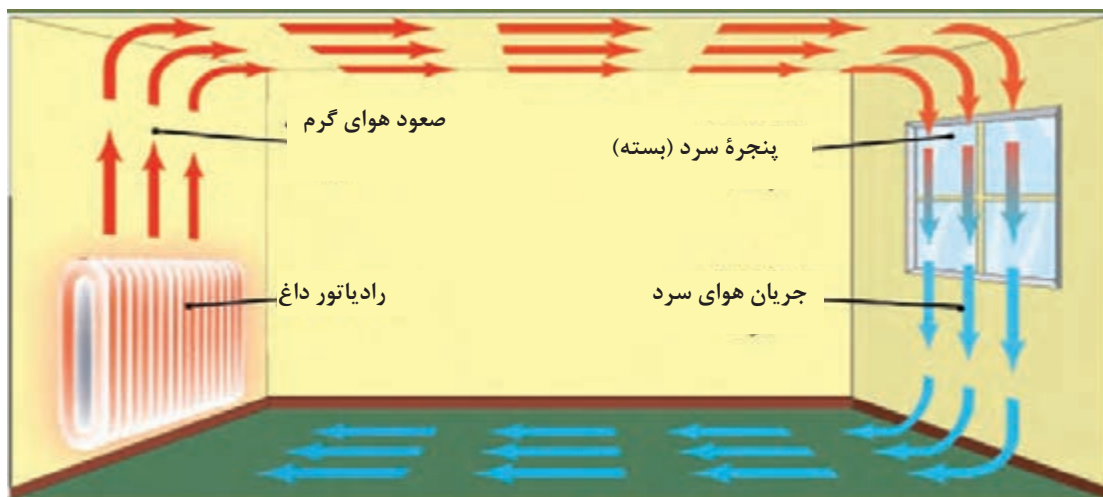 صعود هوای گرم
پنجرهٔ سرد (بسته)
جریان هوای سرد
رادیاتور داغ